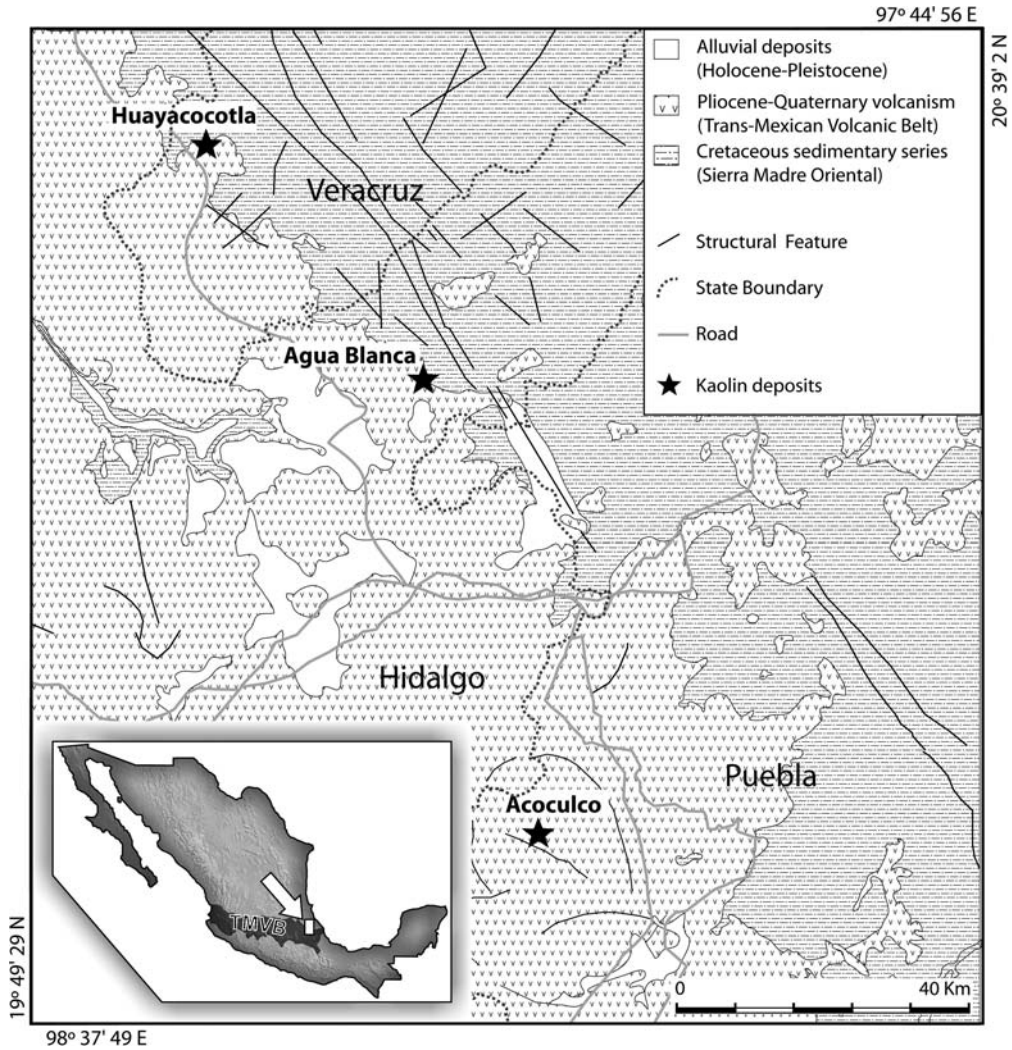 97º 44' 56 E
20º 39' 2 N
Alluvial deposits
(Holocene-Pleistocene)
Pliocene-Quaternary volcanism
(Trans-Mexican Volcanic Belt)
Cretaceous sedimentary series
(Sierra Madre Oriental)
Structural Feature
State Boundary
Road
Kaolin deposits
Huayacocotla
Veracruz
Agua Blanca
Hidalgo
Puebla
Acoculco
TMVB
0 40 Km
19º 49' 29 N
98º 37' 49 E